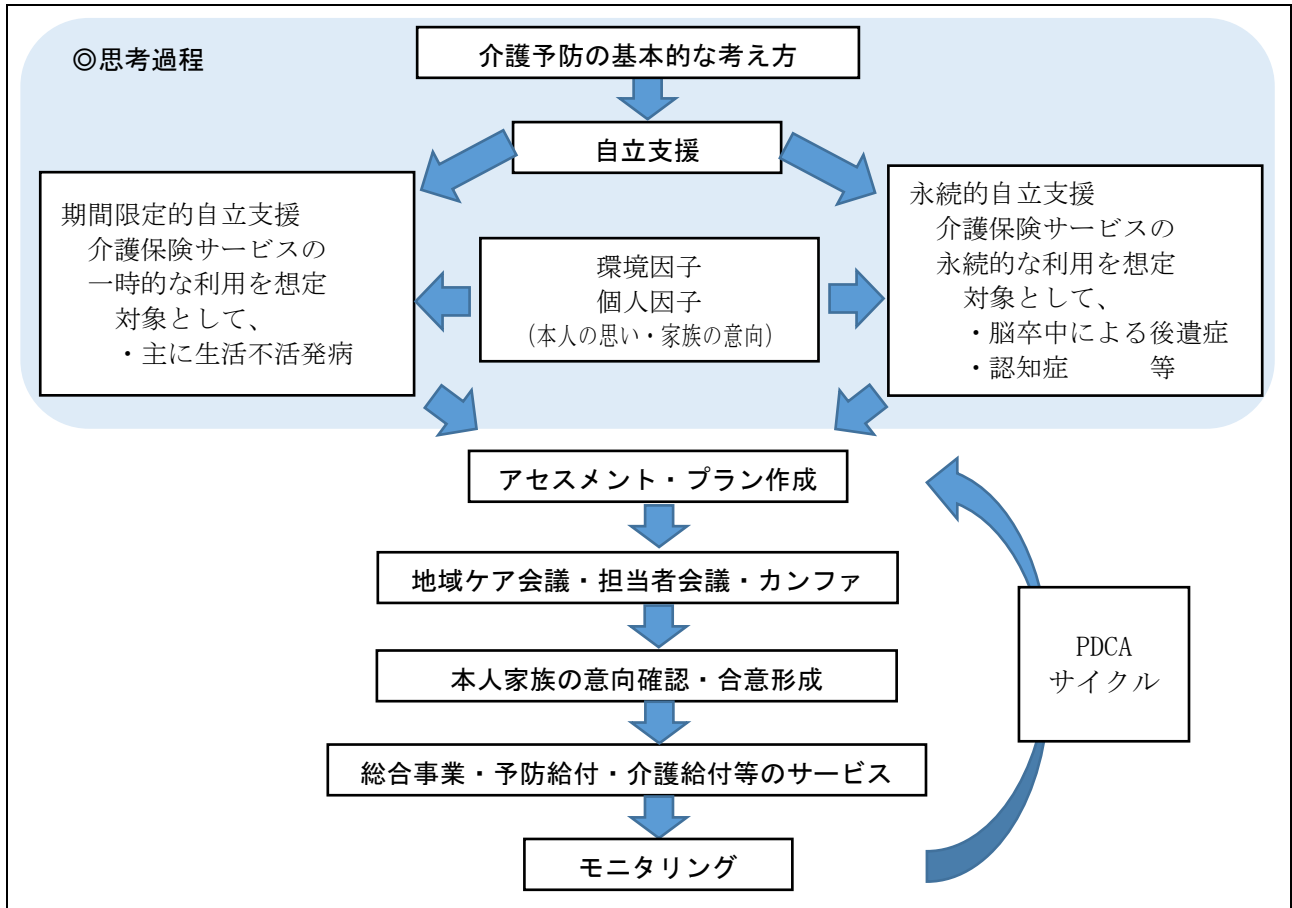 ◎思考過程
介護予防の基本的な考え方
自立支援
期間限定的自立支援
介護保険サービスの
一時的な利用を想定
対象として、
・主に生活不活発病
環境因子
個人因子
(本人の思い・家族の意向)
永続的自立支援
介護保険サービスの
永続的な利用を想定
対象として、
・脳卒中による後遺症
・認知症　　　等
アセスメント・プラン作成
地域ケア会議・担当者会議・カンファ
本人家族の意向確認・合意形成
総合事業・予防給付・介護給付等のサービス
モニタリング
PDCA
サイクル